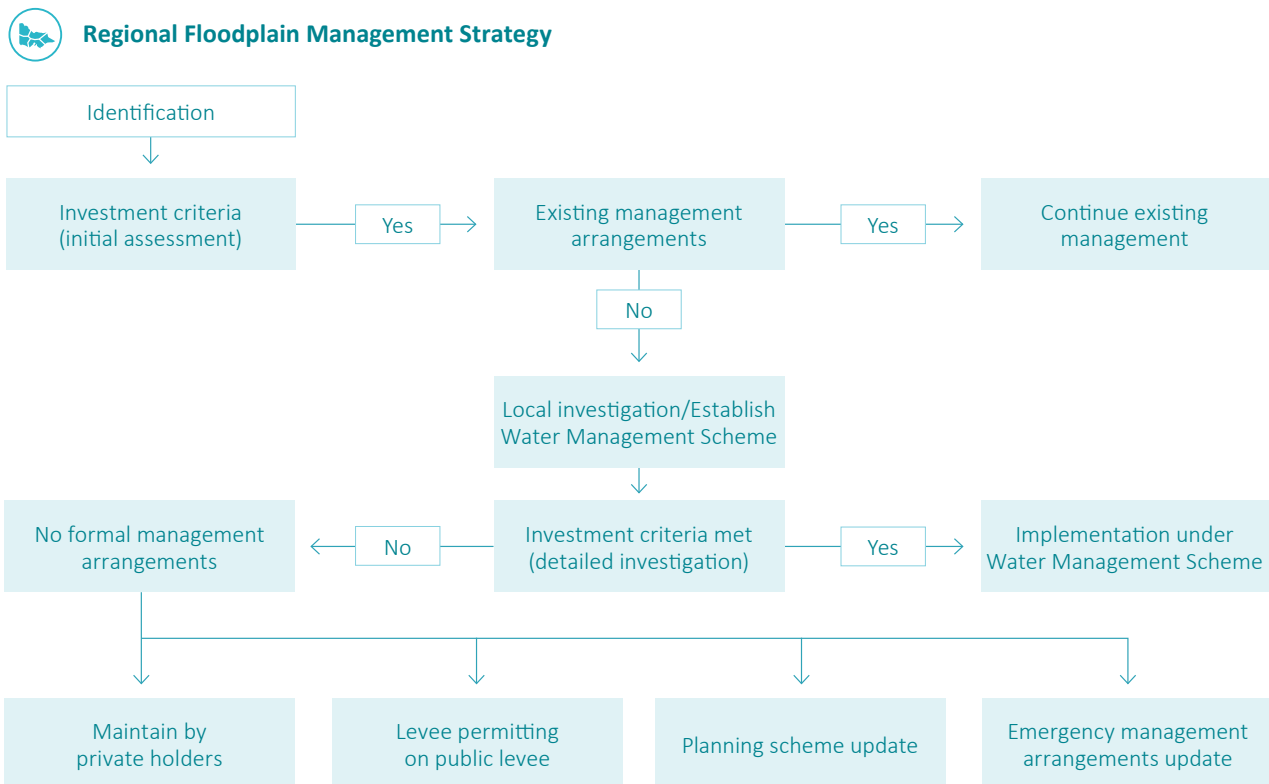 Regional Floodplain Management Strategy
Identification
Investment criteria
(initial assessment)
Yes
Existing management
arrangements
Yes
Continue existing
management
No
Local investigation/Establish
Water Management Scheme
No formal management
arrangements
No
Investment criteria met
(detailed investigation)
Yes
Implementation under
Water Management Scheme
Maintain by
private holders
Levee permitting
on public levee
Planning scheme update
Emergency management
arrangements update